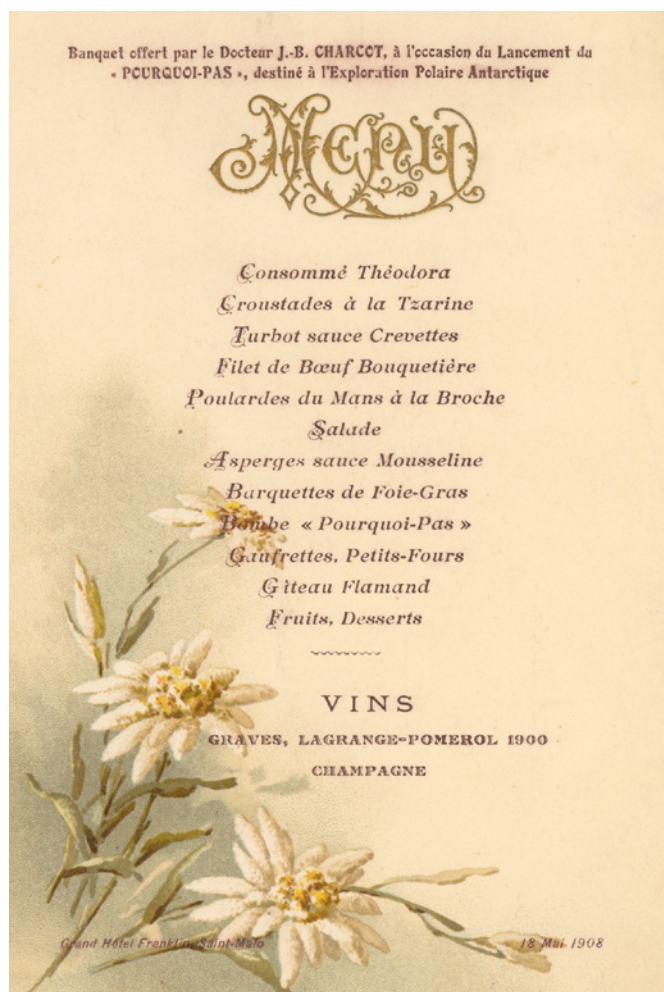 Banquet offert par le Docteur J.-B. CHARCOT, à l'occasion du Lancement du
« POURQUOI-PAS », destiné à l'Exploration Polaire Antarctique
Menu
Consommé Théodora
Croustades à la Tzarine
Turbot sauce Crevettes
Filet de Bœuf Bouquetière
Poulardes du Mans à la Broche
Salade
Asperges sauce Mousseline
Barquettes de Foie-Gras
Bombe « Pourquoi-Pas »
Gaufrettes, Petits-Fours
Gâteau Flamand
Fruits, Desserts
VINS
GRAVES, LAGRANGE-POMEROL 1900
CHAMPAGNE
Grand Hôtel Franklin, Saint-Malo
18 Mai 1908